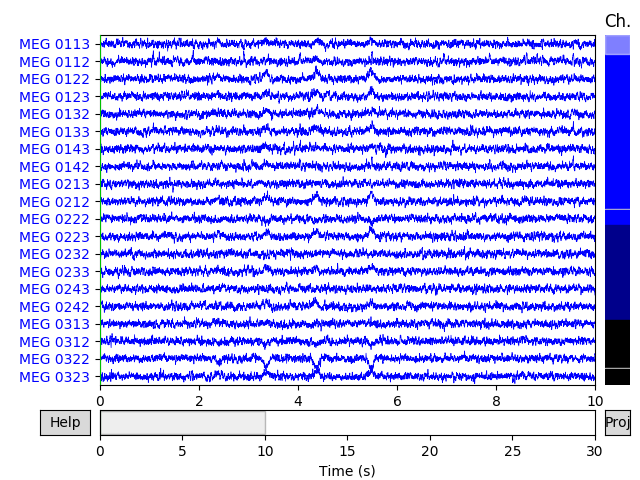 Ch.
MEG 0113
MEG 0112
MEG 0122
MEG 0123
MEG 0132
MEG 0133
MEG 0143
MEG 0142
MEG 0213
MEG 0212
MEG 0222
MEG 0223
MEG 0232
MEG 0233
MEG 0243
MEG 0242
MEG 0313
MEG 0312
MEG 0322
MEG 0323
0 2 4 6 8 10
Help
Proj
0 5 10 15 20 25 30
Time (s)